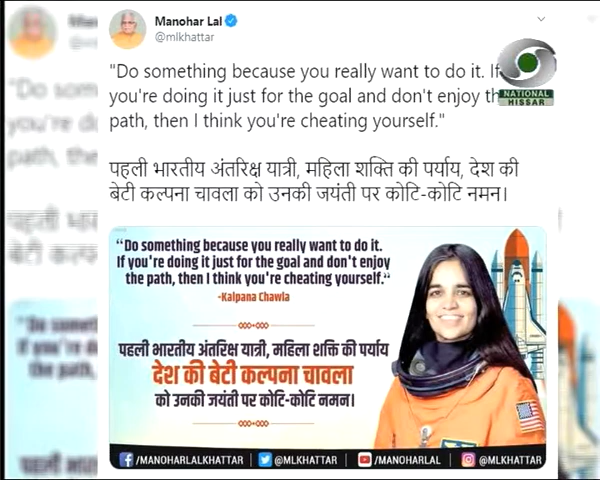 Manohar Lal
@mlkhattar
"Do something because you really want to do it. If
you're doing it just for the goal and don't enjoy th
path, then I think you're cheating yourself."
NATIONAL
HISSAR
पहली भारतीय अंतरिक्ष यात्री, महिला शक्ति की पर्याय, देश की
बेटी कल्पना चावला को उनकी जयंती पर कोटि-कोटि नमन।
“Do something because you really want to do it.
If you're doing it just for the goal and don't enjoy
the path, then I think you're cheating yourself.“
-Kalpana Chawla
पहली भारतीय अंतरिक्ष यात्री, महिला शक्ति की पर्याय
देश की बेटी कल्पना चावला
को उनकी जयंती पर कोटि-कोटि नमन।
/MANOHARLALKHATTAR | @MLKHATTAR | /MANOHARLAL | @MLKHATTAR